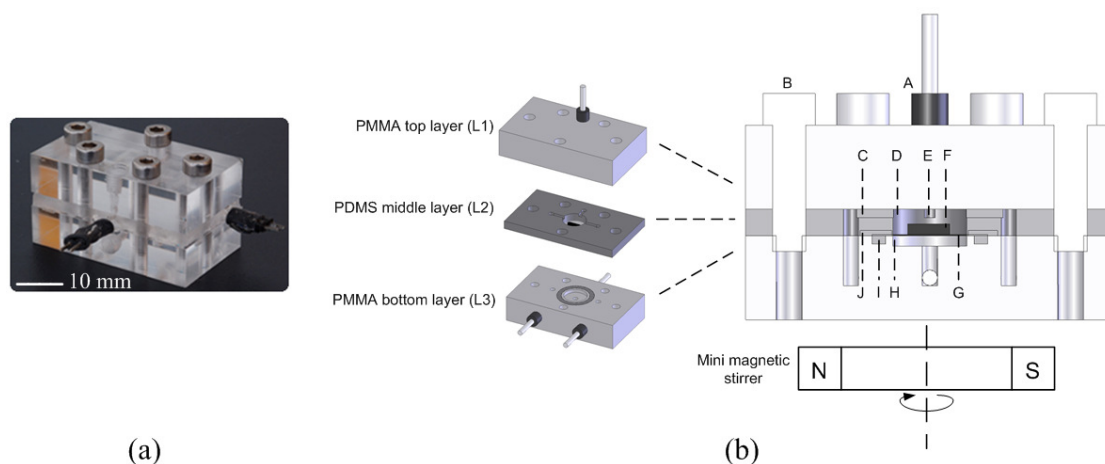 10 mm
(a)
PMMA top layer (L1)
PDMS middle layer (L2)
PMMA bottom layer (L3)
B
A
C
D
E
F
J
I
H
G
Mini magnetic
stirrer
N
S
(b)